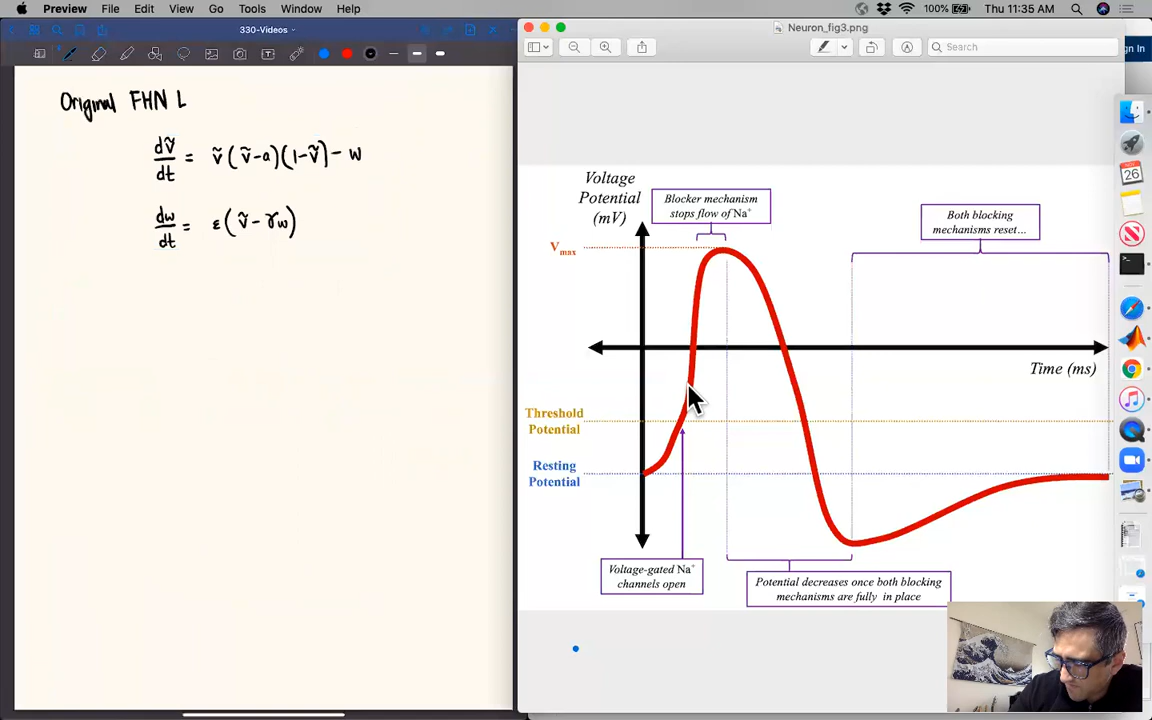 Preview File Edit View Go Tools Window Help 100% Thu 11:35 AM
330-Videos
Neuron_fig3.png
Search
gn In
Original FHN L
dṽ/dt = ṽ(ṽ-a)(1-ṽ) - w
dw/dt = ε(ṽ - γw)
Voltage
Potential
(mV)
Blocker mechanism
stops flow of Na⁺
Both blocking
mechanisms reset...
Vmax
Time (ms)
Threshold
Potential
Resting
Potential
Voltage-gated Na⁺
channels open
Potential decreases once both blocking
mechanisms are fully in place
26